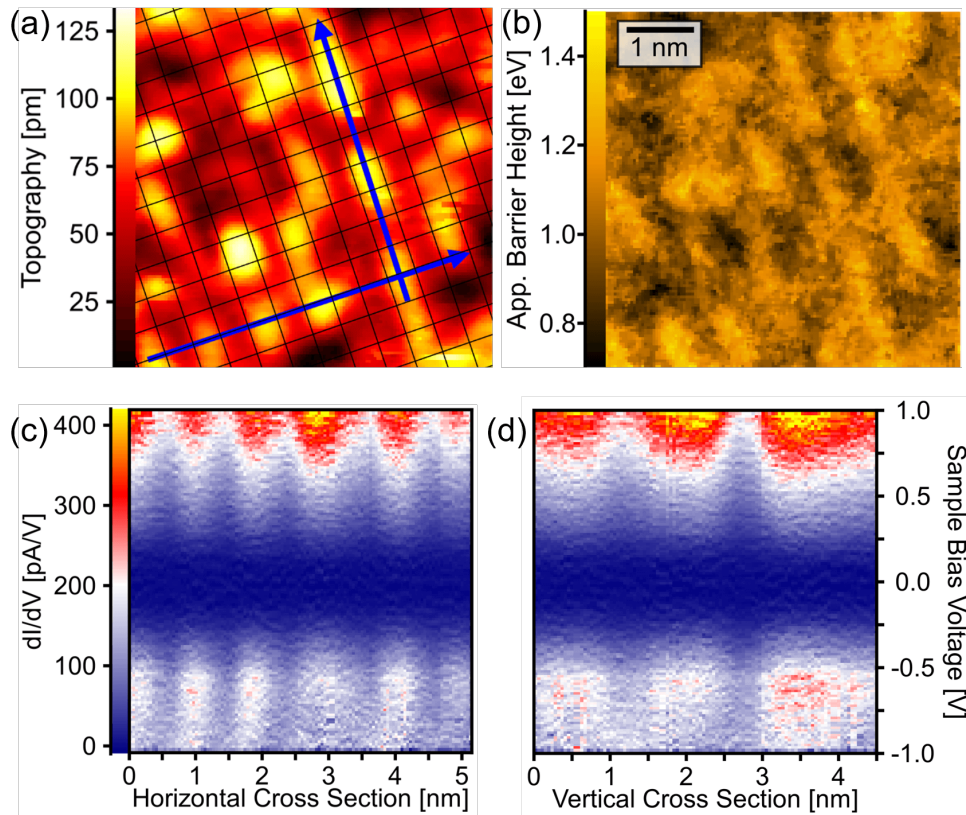 (a)
Topography [pm]
125
100
75
50
25
(b)
App. Barrier Height [eV]
1.4
1.2
1.0
0.8
1 nm
(c)
dI/dV [pA/V]
400
300
200
100
0
0 1 2 3 4 5
Horizontal Cross Section [nm]
(d)
1.0
0.5
0.0
-0.5
-1.0
Sample Bias Voltage [V]
0 1 2 3 4
Vertical Cross Section [nm]